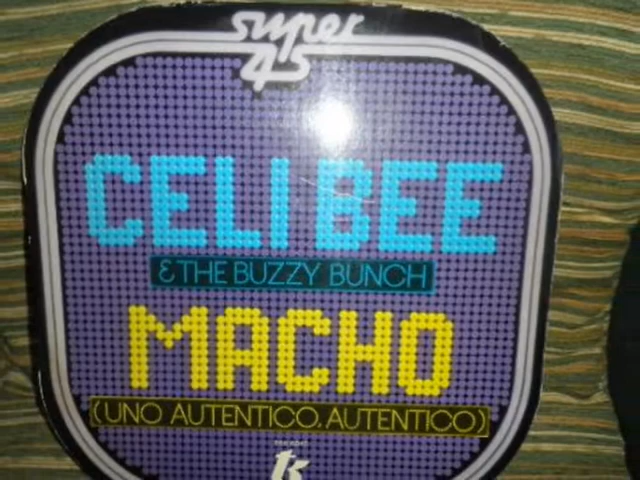 super
45
CELI BEE
& THE BUZZY BUNCH
MACHO
(UNO AUTENTICO, AUTENTICO)